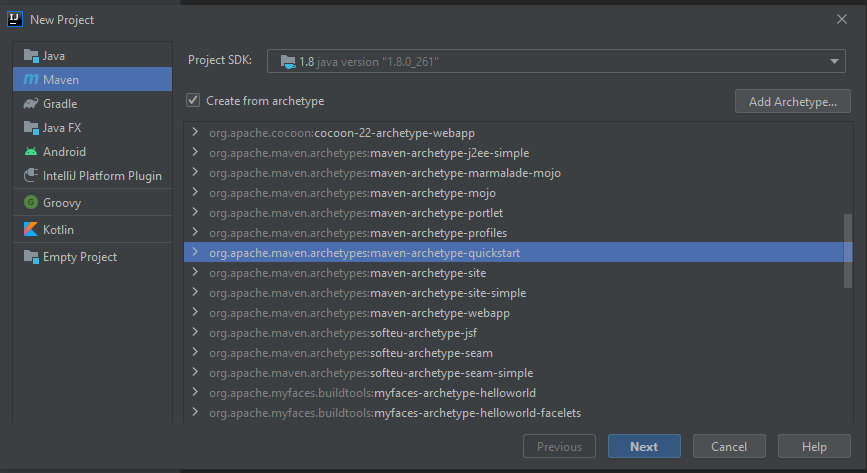 IJ New Project
Java
Maven
Gradle
Java FX
Android
IntelliJ Platform Plugin
Groovy
Kotlin
Empty Project
Project SDK: 1.8 java version "1.8.0_261"
Create from archetype
Add Archetype...
org.apache.cocoon:cocoon-22-archetype-webapp
org.apache.maven.archetypes:maven-archetype-j2ee-simple
org.apache.maven.archetypes:maven-archetype-marmalade-mojo
org.apache.maven.archetypes:maven-archetype-mojo
org.apache.maven.archetypes:maven-archetype-portlet
org.apache.maven.archetypes:maven-archetype-profiles
org.apache.maven.archetypes:maven-archetype-quickstart
org.apache.maven.archetypes:maven-archetype-site
org.apache.maven.archetypes:maven-archetype-site-simple
org.apache.maven.archetypes:maven-archetype-webapp
org.apache.maven.archetypes:softeu-archetype-jsf
org.apache.maven.archetypes:softeu-archetype-seam
org.apache.maven.archetypes:softeu-archetype-seam-simple
org.apache.myfaces.buildtools:myfaces-archetype-helloworld
org.apache.myfaces.buildtools:myfaces-archetype-helloworld-facelets
Previous
Next
Cancel
Help